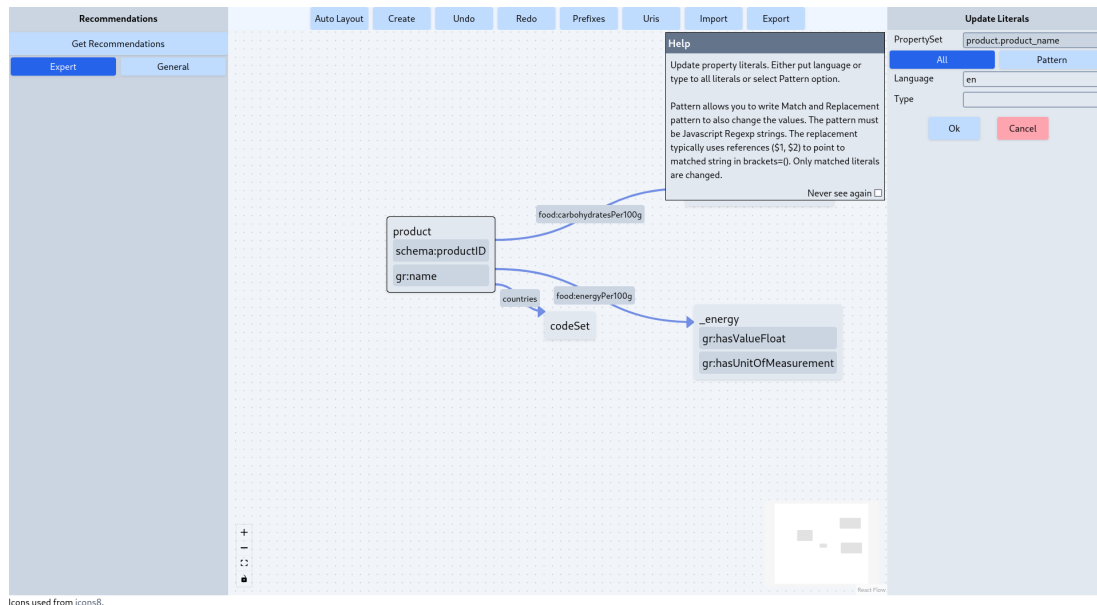 Recommendations
Get Recommendations
Expert
General
Auto Layout
Create
Undo
Redo
Prefixes
Uris
Import
Export
Help
Update property literals. Either put language or
type to all literals or select Pattern option.
Pattern allows you to write Match and Replacement
pattern to also change the values. The pattern must
be Javascript Regexp strings. The replacement
typically uses references ($1, $2) to point to
matched string in brackets=(). Only matched literals
are changed.
Never see again
food:carbohydratesPer100g
product
schema:productID
gr:name
countries
food:energyPer100g
codeSet
_energy
gr:hasValueFloat
gr:hasUnitOfMeasurement
React Flow
Update Literals
PropertySet
product.product_name
All
Pattern
Language
en
Type
Ok
Cancel
Icons used from icons8.